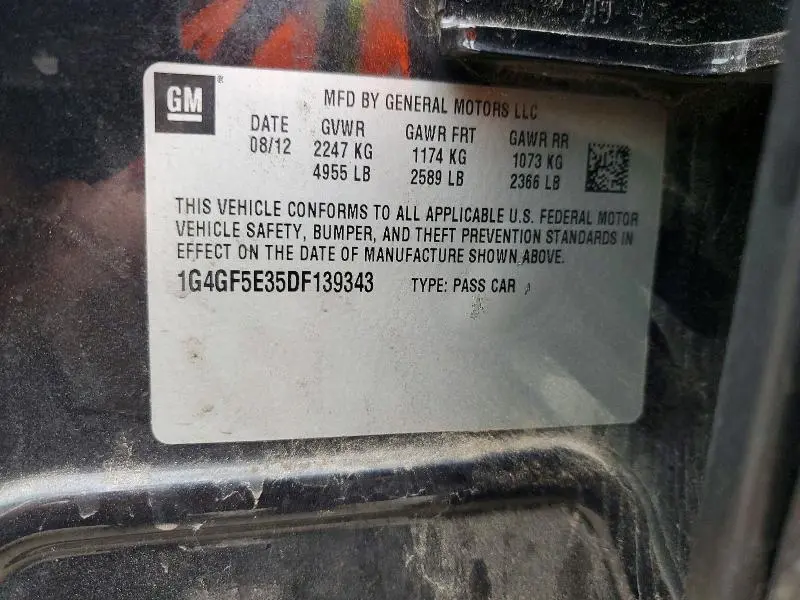 GM ®
MFD BY GENERAL MOTORS LLC
DATE GVWR GAWR FRT GAWR RR
08/12 2247 KG 1174 KG 1073 KG
4955 LB 2589 LB 2366 LB
THIS VEHICLE CONFORMS TO ALL APPLICABLE U.S. FEDERAL MOTOR
VEHICLE SAFETY, BUMPER, AND THEFT PREVENTION STANDARDS IN
EFFECT ON THE DATE OF MANUFACTURE SHOWN ABOVE.
1G4GF5E35DF139343 TYPE: PASS CAR